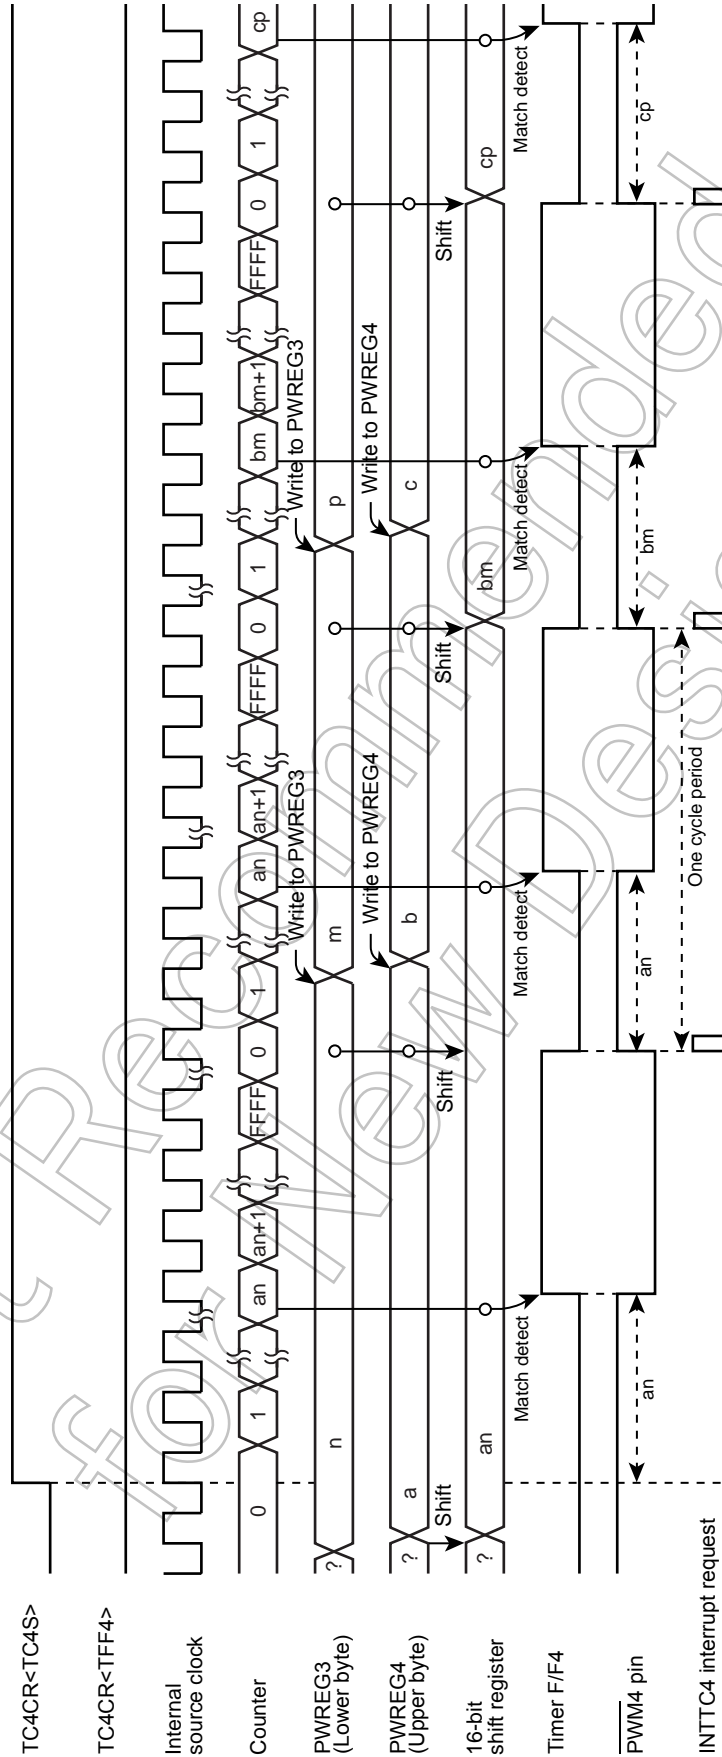 TC4CR<TC4S>
TC4CR<TFF4>
Internal
source clock
Counter 0 1 an an+1 FFFF 0 1 an an+1 FFFF 0 1 bm bm+1 FFFF 0 1 cp
Write to PWREG3 Write to PWREG3
PWREG3
(Lower byte) ? n m p
Write to PWREG4 Write to PWREG4
PWREG4
(Upper byte) ? a b c
Shift Shift Shift Shift
16-bit
shift register ? an bm cp
Match detect Match detect Match detect Match detect
Timer F/F4
PWM4 pin an an bm cp
One cycle period
INTTC4 interrupt request
t Recommended
for New Desi